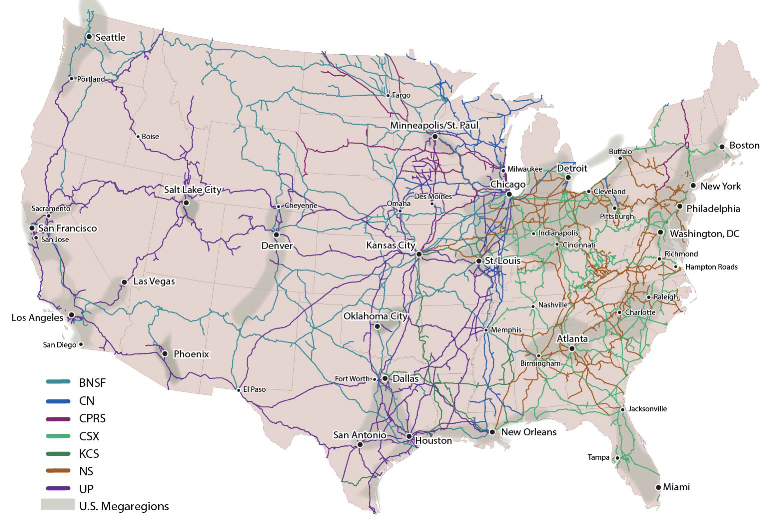 Seattle
Portland
Fargo
Minneapolis/St. Paul
Boise
Buffalo
Boston
Milwaukee
Detroit
Salt Lake City
Chicago
Cleveland
New York
Des Moines
Omaha
Cheyenne
Sacramento
Pittsburgh
Philadelphia
San Francisco
San Jose
Denver
Kansas City
Indianapolis
Cincinnati
Washington, DC
St Louis
Richmond
Hampton Roads
Las Vegas
Raleigh
Los Angeles
Oklahoma City
Nashville
Charlotte
Memphis
San Diego
Phoenix
Atlanta
Birmingham
El Paso
Fort Worth
Dallas
Jacksonville
San Antonio
Houston
New Orleans
Tampa
Miami
BNSF
CN
CPRS
CSX
KCS
NS
UP
U.S. Megaregions